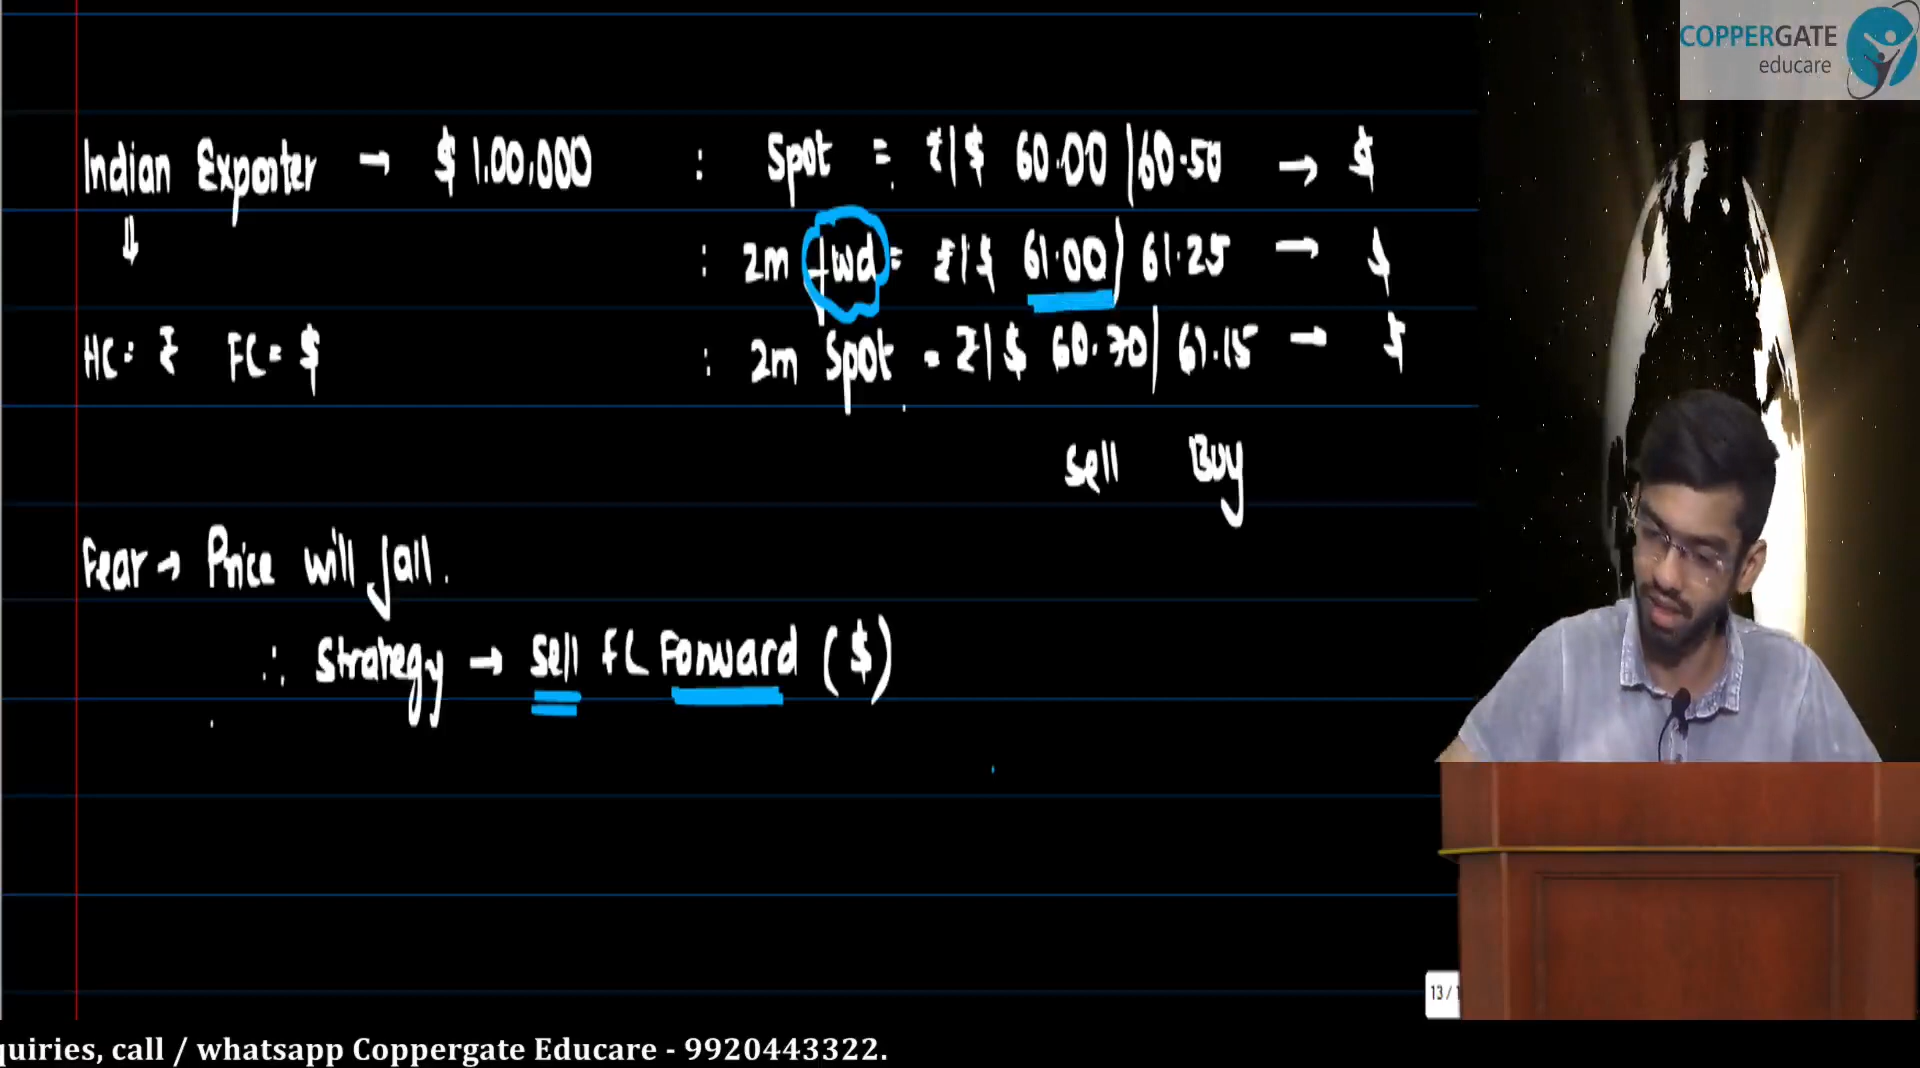 COPPERGATE
educare
Indian Exporter → $ 1,00,000 : Spot = ₹|$ 60.00 | 60.50 → $
⇓ : 2m fwd = ₹|$ 61.00 | 61.25 → $
HC = ₹ FC = $ : 2m Spot = ₹|$ 60.70 | 61.15 → $
Sell Buy
Fear → Price will fall.
∴ Strategy → Sell FC Forward ($)
13/1
quiries, call / whatsapp Coppergate Educare - 9920443322.